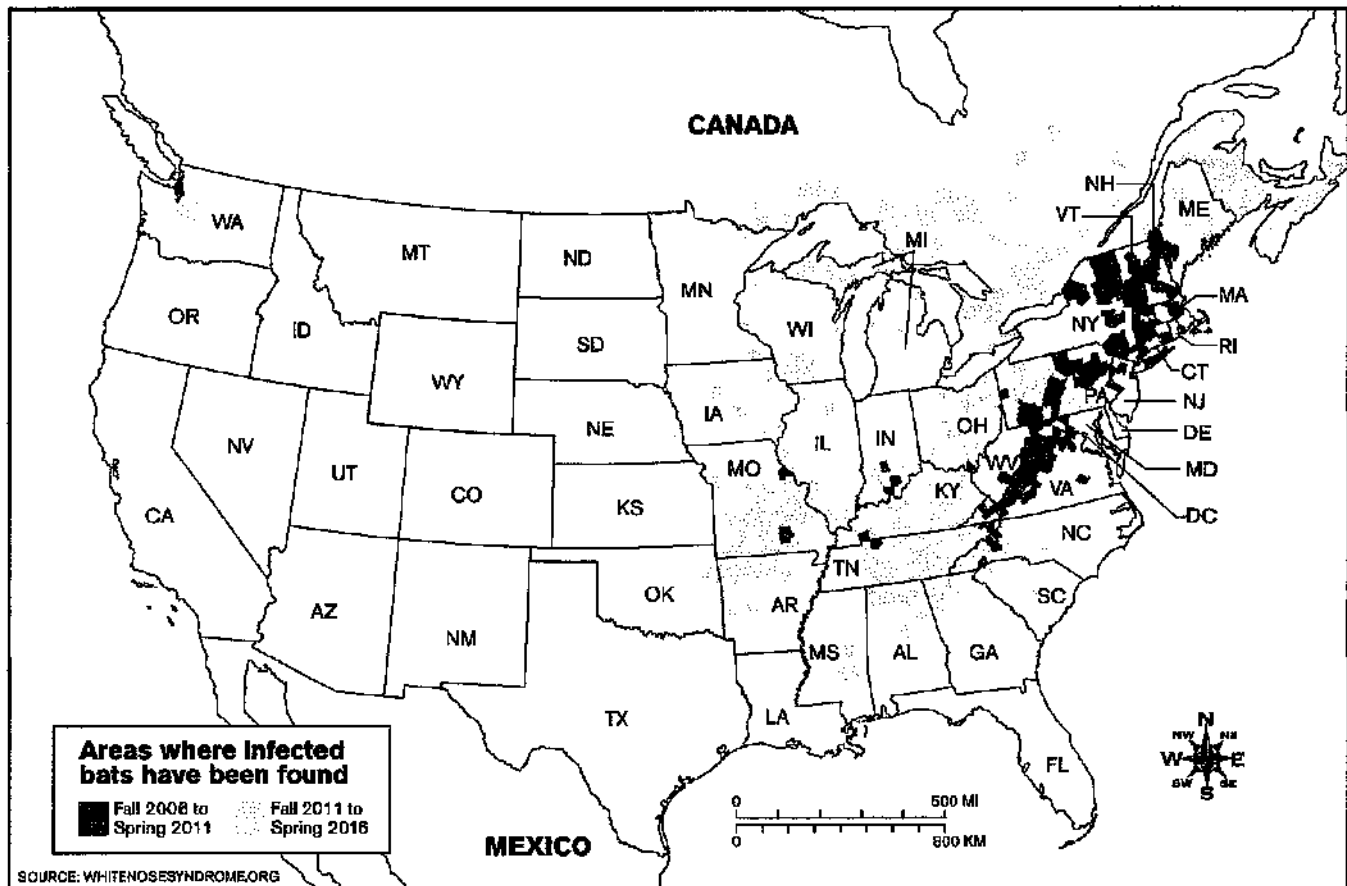 CANADA
NH
VT
ME
WA
MT
ND
MN
MI
OR
ID
SD
WI
NY
MA
RI
CT
WY
IA
PA
NJ
NV
NE
IL
IN
OH
DE
UT
CO
MO
WV
MD
CA
KS
KY
VA
DC
NC
AZ
NM
OK
TN
AR
SC
MS
AL
GA
TX
LA
FL
N
NW
W
E
SW
SE
S
Areas where infected
bats have been found
Fall 2006 to
Spring 2011
Fall 2011 to
Spring 2016
0 500 MI
0 800 KM
MEXICO
SOURCE: WHITENOSESYNDROME.ORG